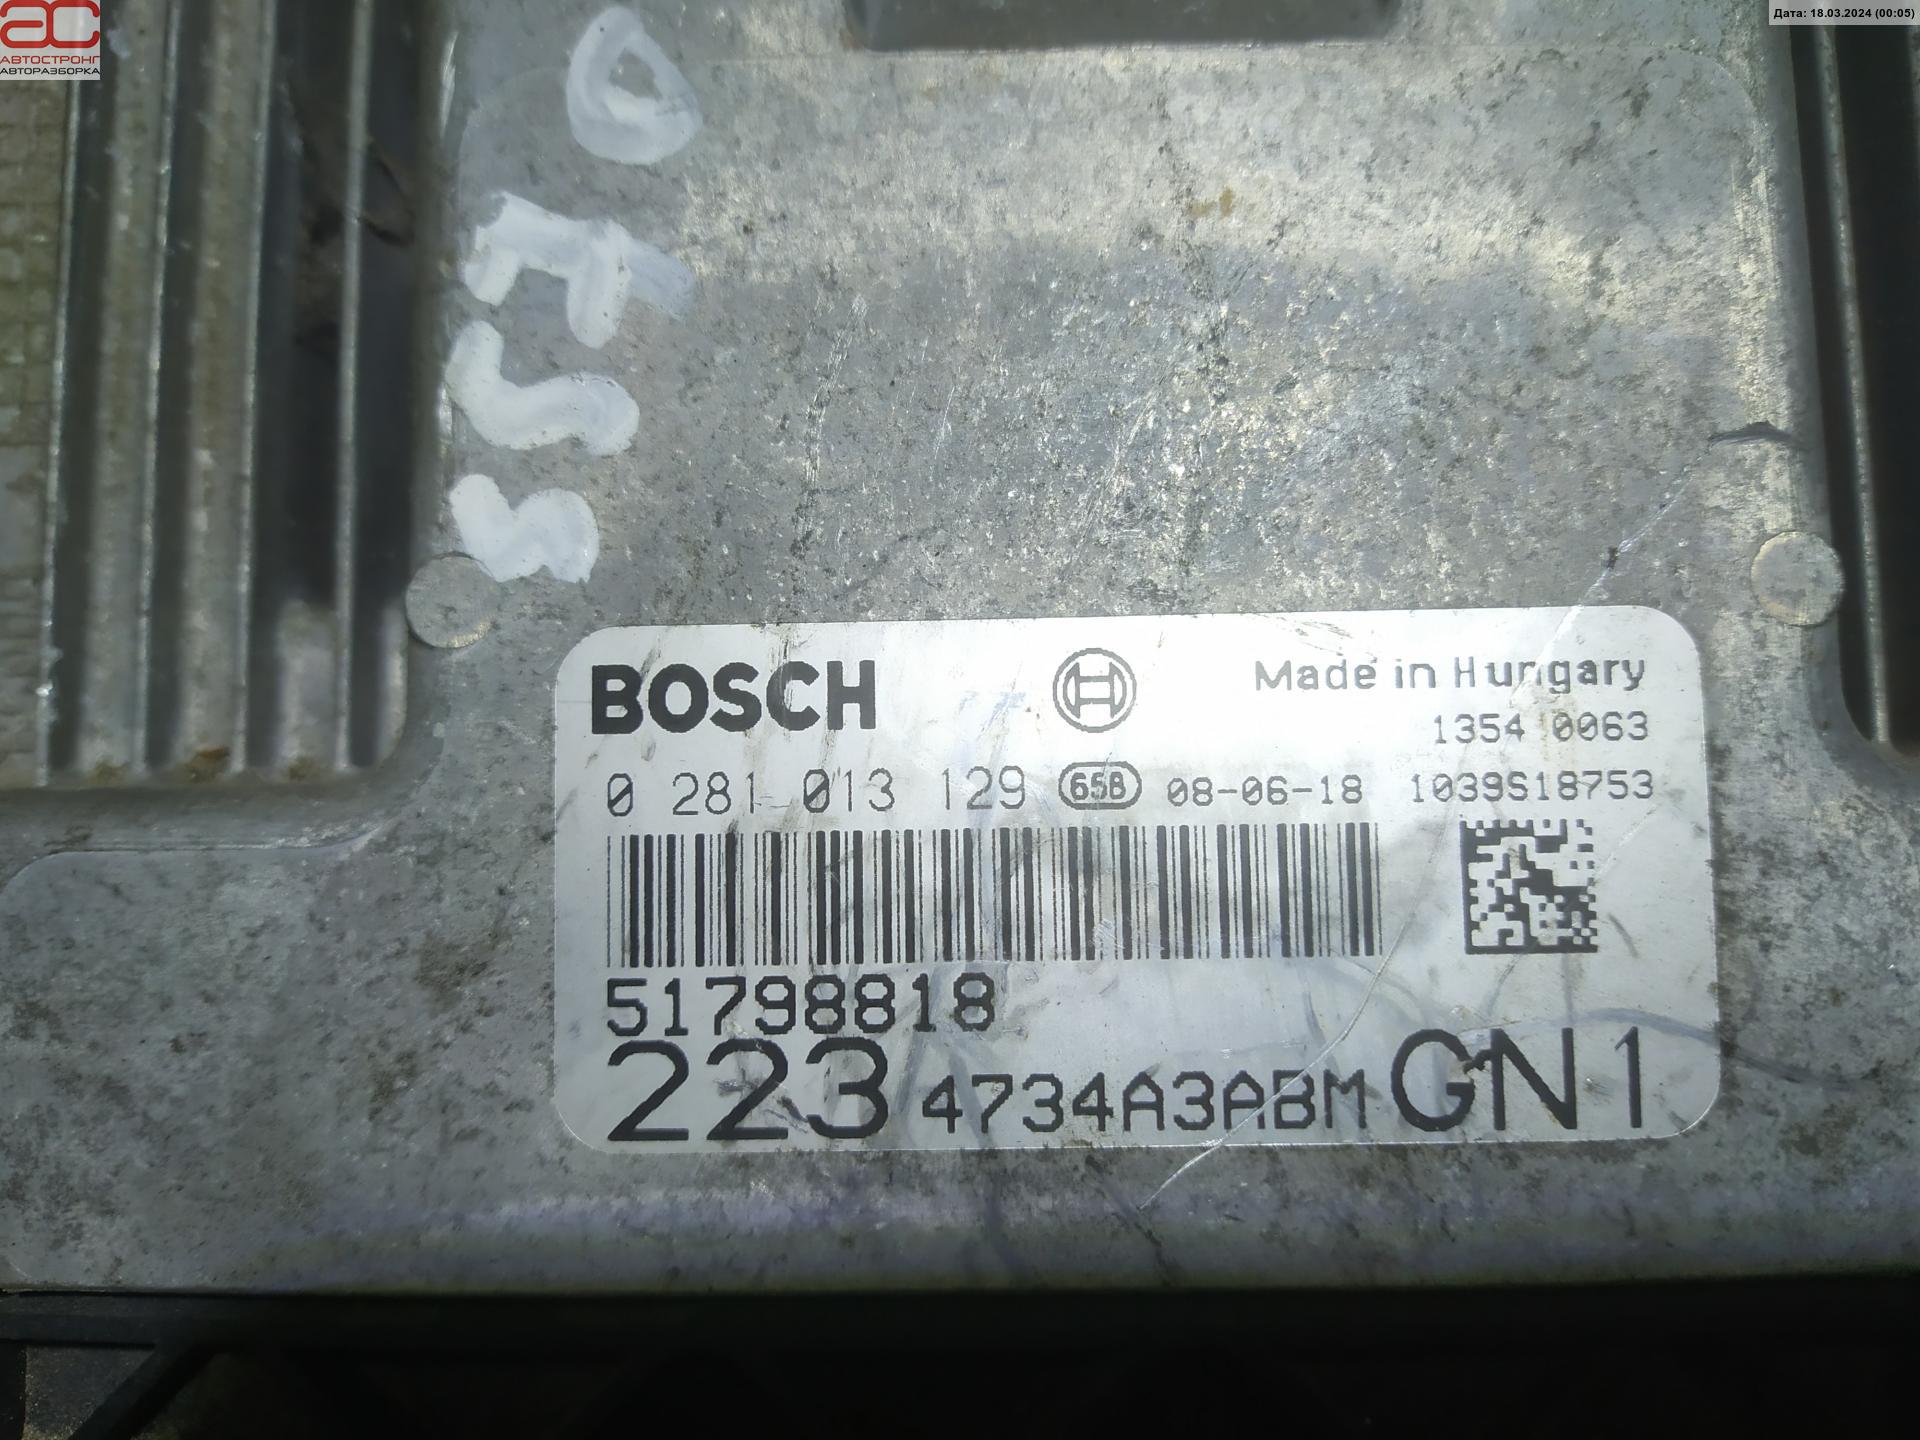 АС
АВТОСТРОНГ
АВТОРАЗБОРКА
Дата: 18.03.2024 (00:05)
BOSCH
Made in Hungary
1354 0063
0 281 013 129 65B 08-06-18 1039S18753
51798818
223 4734A3ABM GN1